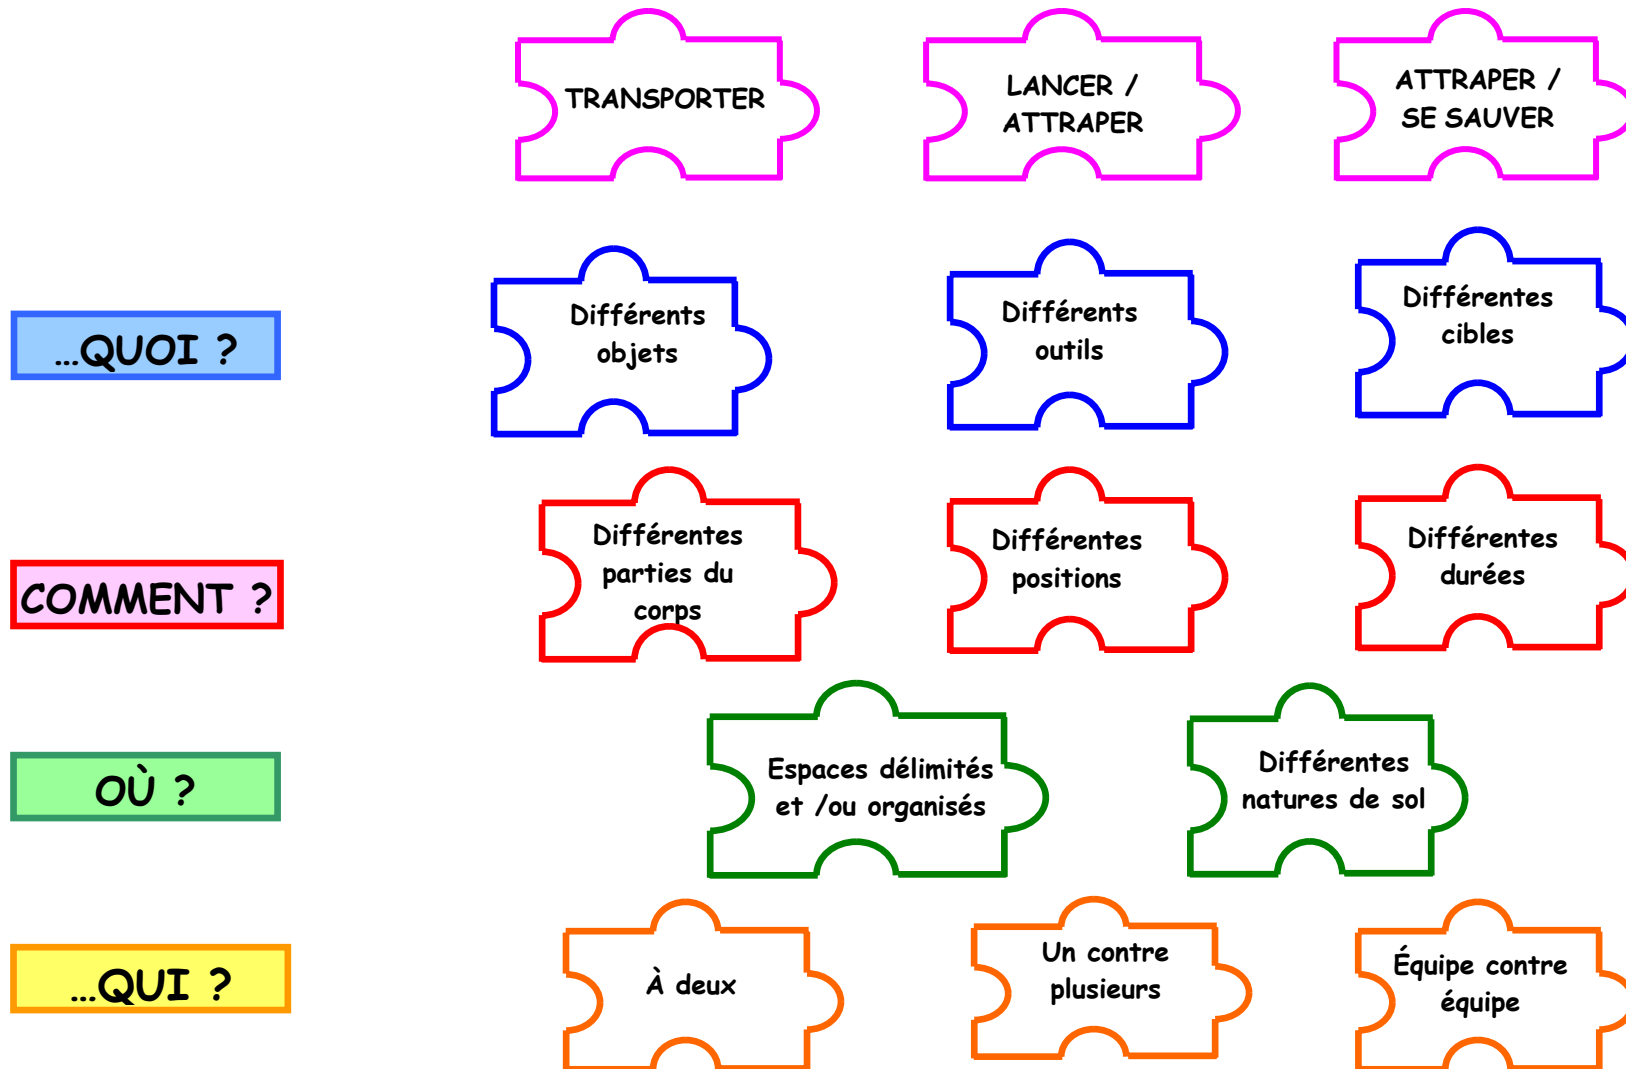 TRANSPORTER
LANCER /
ATTRAPER
ATTRAPER /
SE SAUVER
...QUOI ?
Différents
objets
Différents
outils
Différentes
cibles
COMMENT ?
Différentes
parties du
corps
Différentes
positions
Différentes
durées
OÙ ?
Espaces délimités
et /ou organisés
Différentes
natures de sol
...QUI ?
À deux
Un contre
plusieurs
Équipe contre
équipe